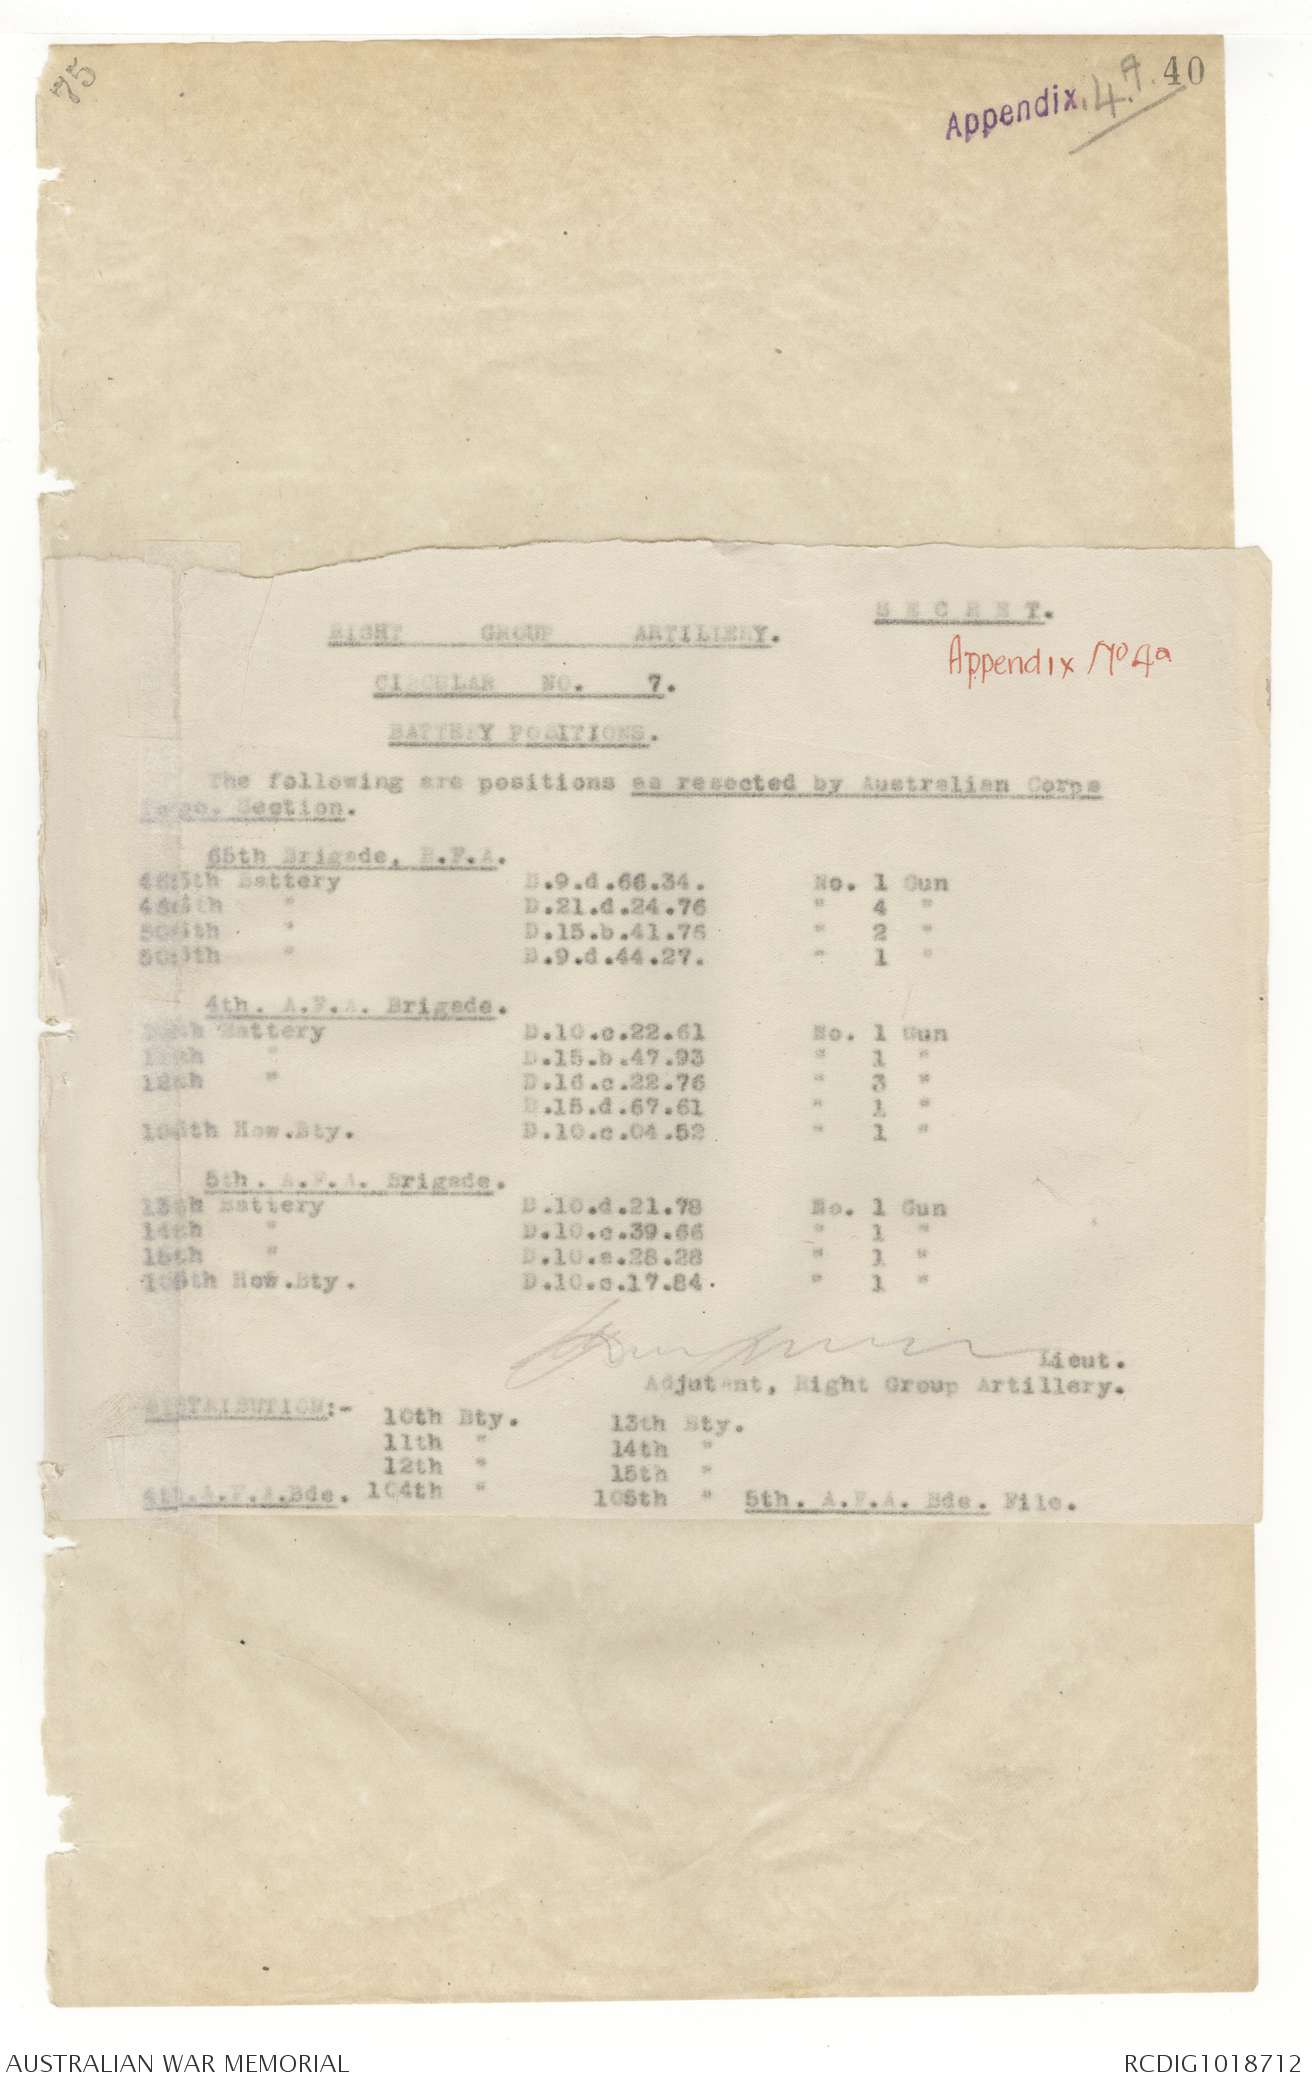 75
Appendix 4.A. 40
SECRET.
RIGHT GROUP ARTILLERY.
Appendix No 4a
CIRCULAR NO. 7.
BATTERY POSITIONS.
The following are positions as resected by Australian Corps
Topo. Section.
65th Brigade, R.F.A.
Battery D.9.d.66.34. No. 1 Gun
" D.21.d.24.76 " 4 "
" D.15.b.41.76 " 2 "
" D.9.d.44.27. " 1 "
4th. A.F.A. Brigade.
10th Battery D.10.c.22.61 No. 1 Gun
11th " D.15.b.47.93 " 1 "
12th " D.16.c.22.76 " 3 "
D.15.d.67.61 " 1 "
104th How.Bty. D.10.c.04.52 " 1 "
5th. A.F.A. Brigade.
13th Battery D.10.d.21.78 No. 1 Gun
14th " D.10.c.39.66 " 1 "
15th " D.10.a.28.28 " 1 "
105th How.Bty. D.10.c.17.84. " 1 "
Lieut.
Adjutant, Right Group Artillery.
DISTRIBUTION:- 10th Bty. 13th Bty.
11th " 14th "
12th " 15th "
4th.A.F.A.Bde. 104th " 105th " 5th. A.F.A. Bde. File.
AUSTRALIAN WAR MEMORIAL RCDIG1018712